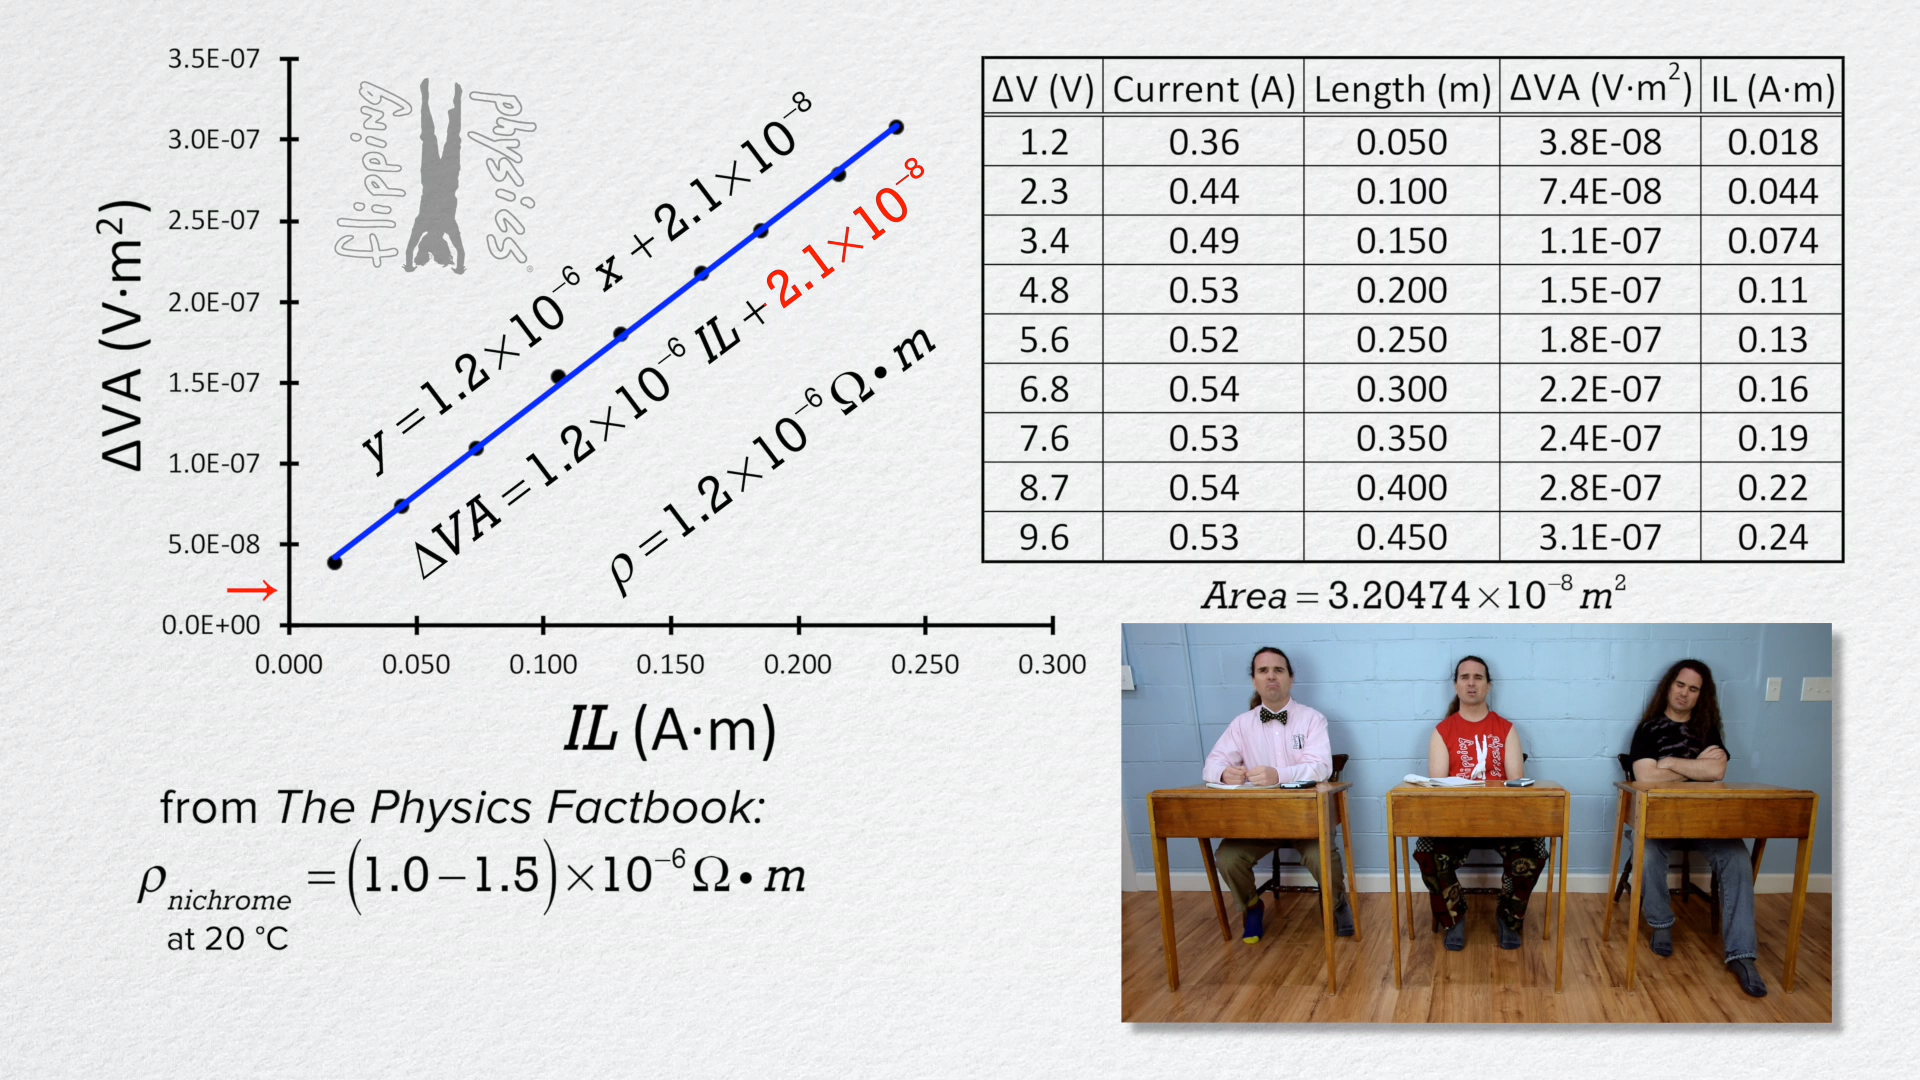 flipping
physics
®
3.5E-07
3.0E-07
2.5E-07
2.0E-07
1.5E-07
1.0E-07
5.0E-08
0.0E+00
ΔVA (V·m²)
0.000 0.050 0.100 0.150 0.200 0.250 0.300
IL (A·m)
y = 1.2×10⁻⁶ x + 2.1×10⁻⁸
ΔVA = 1.2×10⁻⁶ IL + 2.1×10⁻⁸
ρ = 1.2×10⁻⁶ Ω•m
→
from The Physics Factbook:
ρ nichrome = (1.0–1.5)×10⁻⁶ Ω•m
at 20 °C
ΔV (V) Current (A) Length (m) ΔVA (V·m²) IL (A·m)
1.2 0.36 0.050 3.8E-08 0.018
2.3 0.44 0.100 7.4E-08 0.044
3.4 0.49 0.150 1.1E-07 0.074
4.8 0.53 0.200 1.5E-07 0.11
5.6 0.52 0.250 1.8E-07 0.13
6.8 0.54 0.300 2.2E-07 0.16
7.6 0.53 0.350 2.4E-07 0.19
8.7 0.54 0.400 2.8E-07 0.22
9.6 0.53 0.450 3.1E-07 0.24
Area = 3.20474×10⁻⁸ m²
flipping
physics